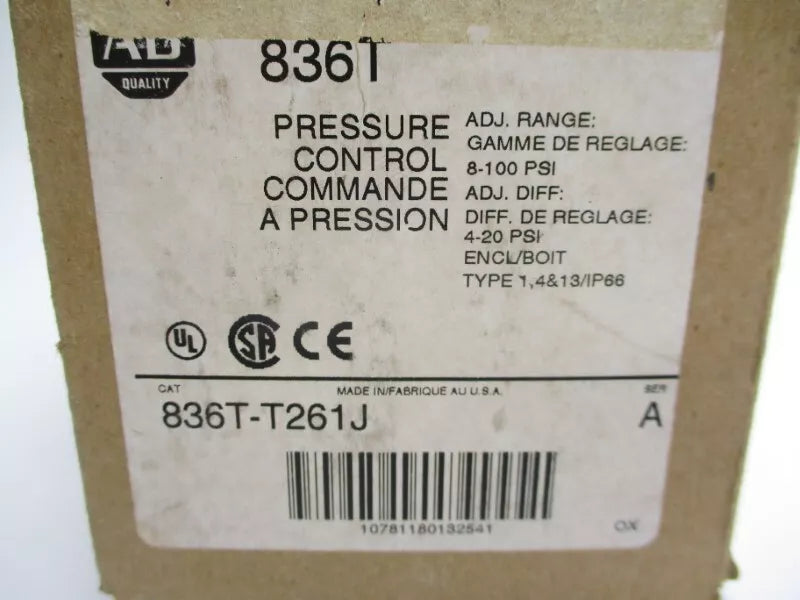 AB
QUALITY
836T
PRESSURE
CONTROL
COMMANDE
A PRESSION
ADJ. RANGE:
GAMME DE REGLAGE:
8-100 PSI
ADJ. DIFF:
DIFF. DE REGLAGE:
4-20 PSI
ENCL/BOIT
TYPE 1,4&13/IP66
UL
SA
CE
CAT
MADE IN/FABRIQUE AU U.S.A.
SER
836T-T261J
A
10781180132541
OX